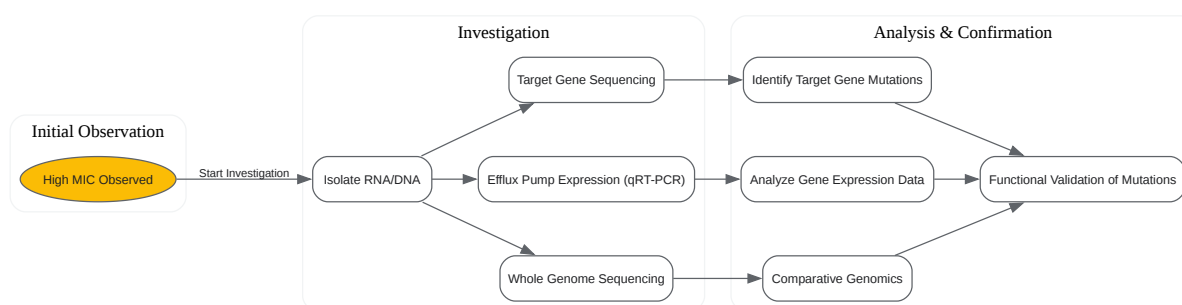 Initial Observation
High MIC Observed
Start Investigation
Investigation
Isolate RNA/DNA
Target Gene Sequencing
Efflux Pump Expression (qRT-PCR)
Whole Genome Sequencing
Analysis & Confirmation
Identify Target Gene Mutations
Analyze Gene Expression Data
Comparative Genomics
Functional Validation of Mutations